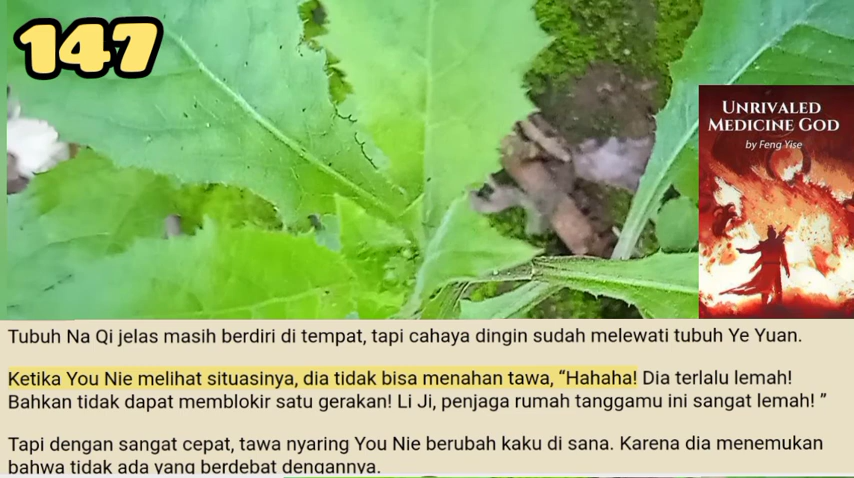 147
UNRIVALED
MEDICINE GOD
by Feng Yise
Tubuh Na Qi jelas masih berdiri di tempat, tapi cahaya dingin sudah melewati tubuh Ye Yuan.
Ketika You Nie melihat situasinya, dia tidak bisa menahan tawa, “Hahaha! Dia terlalu lemah!
Bahkan tidak dapat memblokir satu gerakan! Li Ji, penjaga rumah tanggamu ini sangat lemah! ”
Tapi dengan sangat cepat, tawa nyaring You Nie berubah kaku di sana. Karena dia menemukan
bahwa tidak ada yang berdebat dengannya.